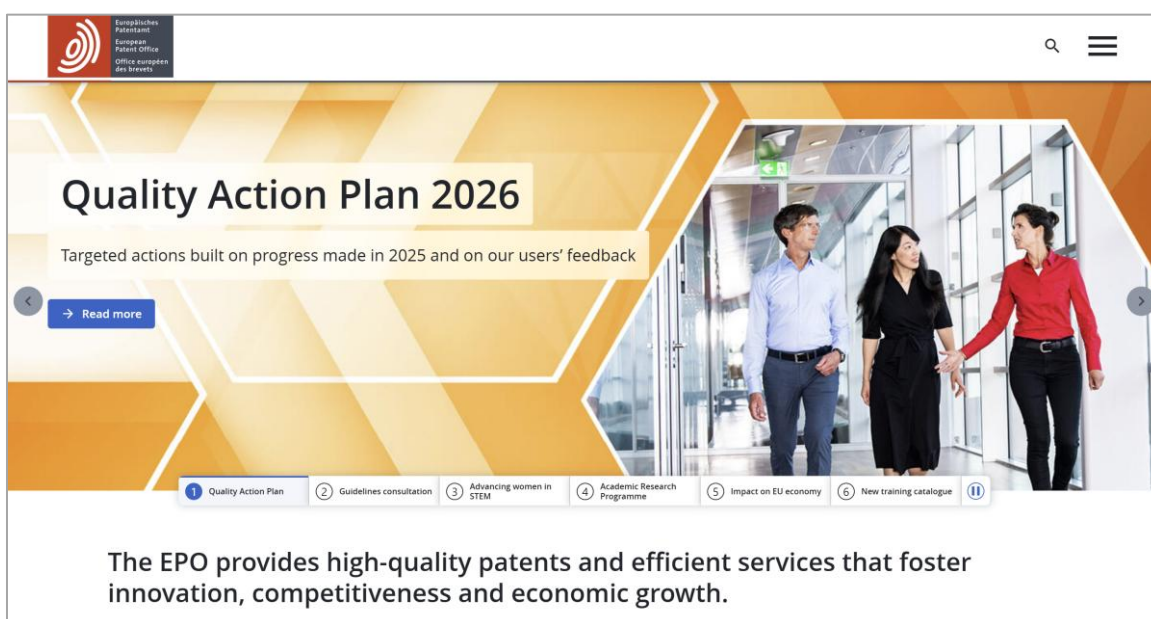 Europäisches
Patentamt
European
Patent Office
Office européen
des brevets
Quality Action Plan 2026
Targeted actions built on progress made in 2025 and on our users’ feedback
→ Read more
1 Quality Action Plan
2 Guidelines consultation
3 Advancing women in
STEM
4 Academic Research
Programme
5 Impact on EU economy
6 New training catalogue
The EPO provides high-quality patents and efficient services that foster
innovation, competitiveness and economic growth.